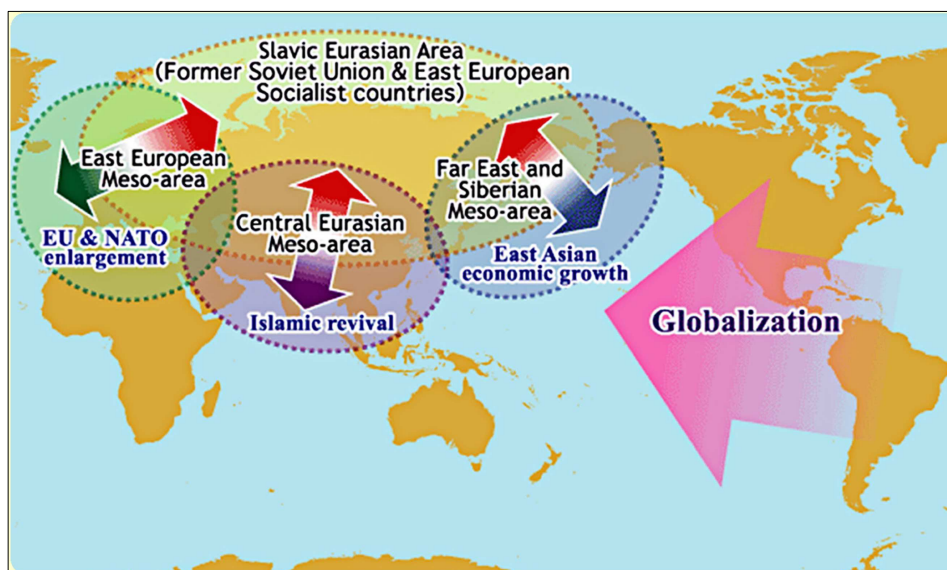 Slavic Eurasian Area
(Former Soviet Union & East European
Socialist countries)
East European
Meso-area
EU & NATO
enlargement
Central Eurasian
Meso-area
Islamic revival
Far East and
Siberian
Meso-area
East Asian
economic growth
Globalization